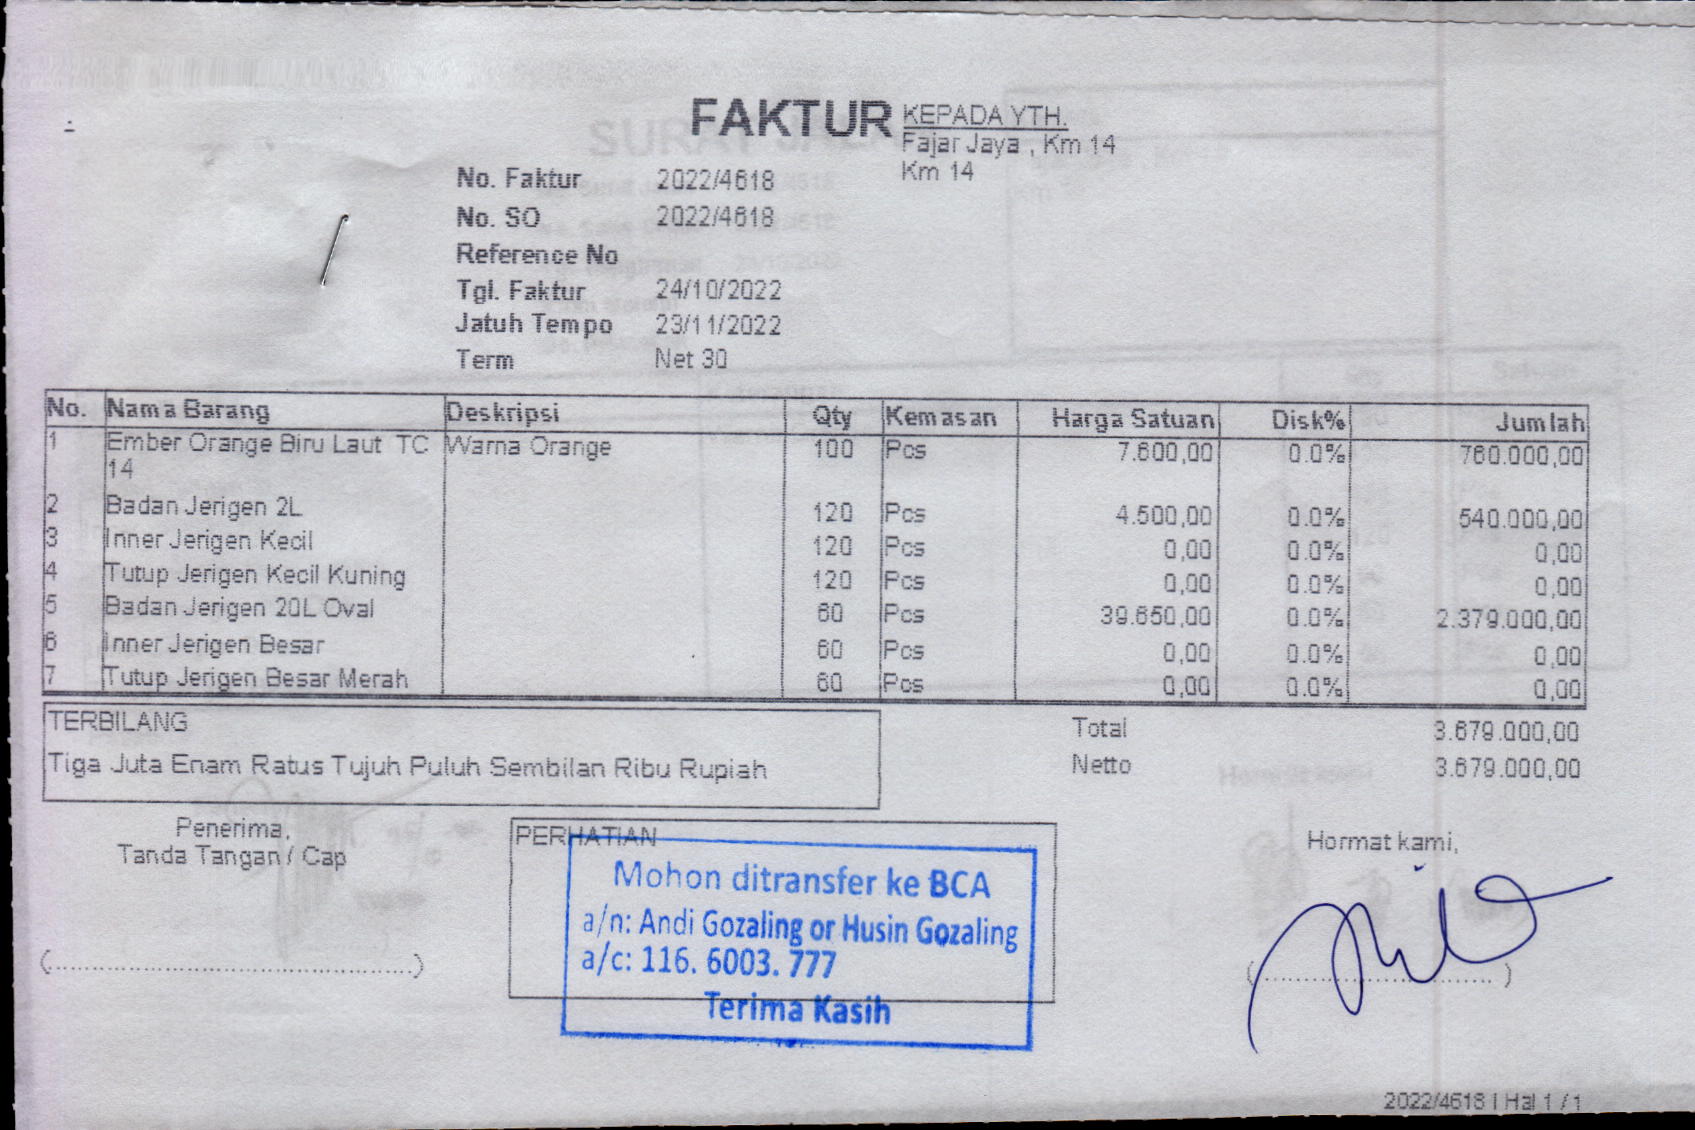 FAKTUR
KEPADA YTH.
Fajar Jaya , Km 14
Km 14
No. Faktur 2022/4618
No. SO 2022/4618
Reference No
Tgl. Faktur 24/10/2022
Jatuh Tempo 23/11/2022
Term Net 30
No. Nama Barang Deskripsi Qty Kemasan Harga Satuan Disk% Jumlah
1 Ember Orange Biru Laut TC Warna Orange 100 Pcs 7.600,00 0.0% 760.000,00
14
2 Badan Jerigen 2L 120 Pcs 4.500,00 0.0% 540.000,00
3 Inner Jerigen Kecil 120 Pcs 0,00 0.0% 0,00
4 Tutup Jerigen Kecil Kuning 120 Pcs 0,00 0.0% 0,00
5 Badan Jerigen 20L Oval 60 Pcs 39.650,00 0.0% 2.379.000,00
6 Inner Jerigen Besar 60 Pcs 0,00 0.0% 0,00
7 Tutup Jerigen Besar Merah 60 Pcs 0,00 0.0% 0,00
TERBILANG
Tiga Juta Enam Ratus Tujuh Puluh Sembilan Ribu Rupiah
Total 3.679.000,00
Netto 3.679.000,00
Penerima,
Tanda Tangan / Cap
(..............................................)
PERHATIAN
Mohon ditransfer ke BCA
a/n: Andi Gozaling or Husin Gozaling
a/c: 116. 6003. 777
Terima Kasih
Hormat kami,
(..............................)
2022/4618 | Hal 1 / 1